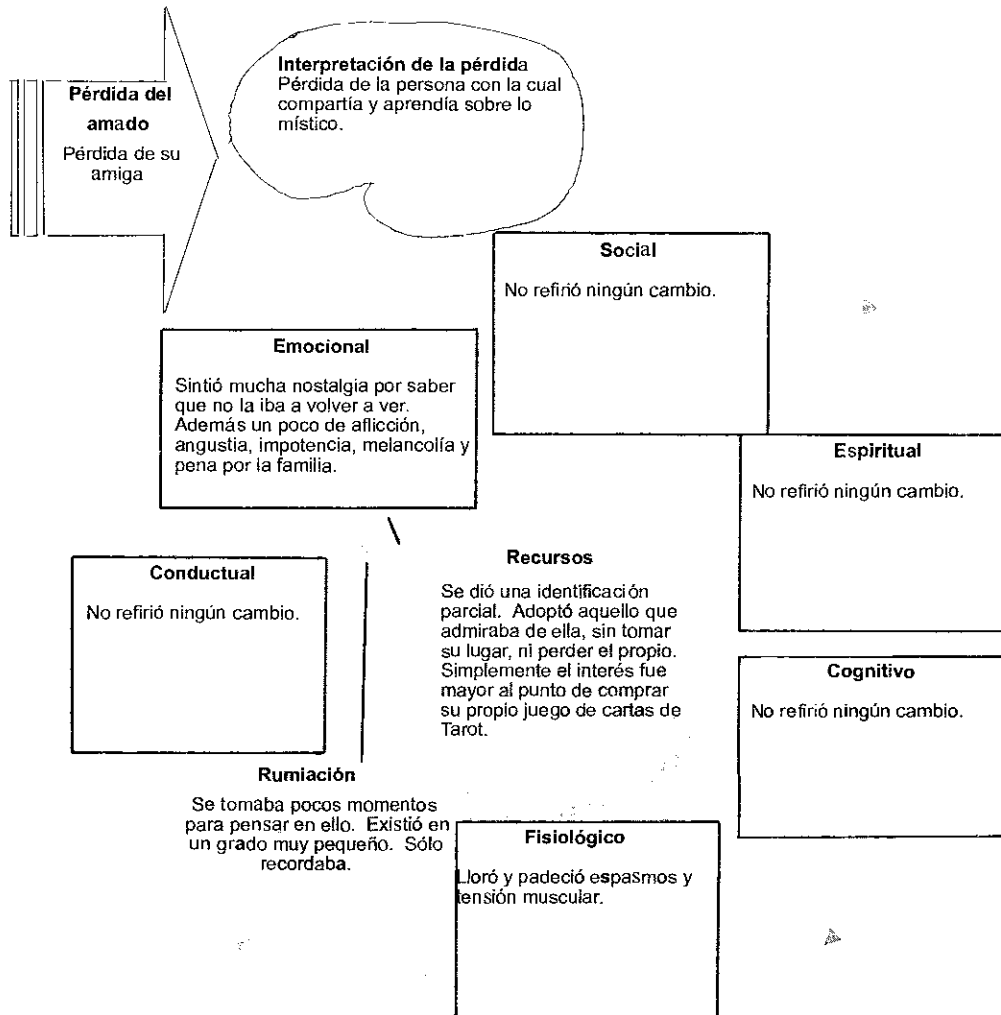 Pérdida del
amado
Pérdida de su
amiga
Interpretación de la pérdida
Pérdida de la persona con la cual
compartía y aprendía sobre lo
místico.
Social
No refirió ningún cambio.
Emocional
Sintió mucha nostalgia por saber
que no la iba a volver a ver.
Además un poco de aflicción,
angustia, impotencia, melancolía y
pena por la familia.
Espiritual
No refirió ningún cambio.
Recursos
Se dió una identificación
parcial. Adoptó aquello que
admiraba de ella, sin tomar
su lugar, ni perder el propio.
Simplemente el interés fue
mayor al punto de comprar
su propio juego de cartas de
Tarot.
Conductual
No refirió ningún cambio.
Cognitivo
No refirió ningún cambio.
Rumiación
Se tomaba pocos momentos
para pensar en ello. Existió en
un grado muy pequeño. Sólo
recordaba.
Fisiológico
Lloró y padeció espasmos y
tensión muscular.